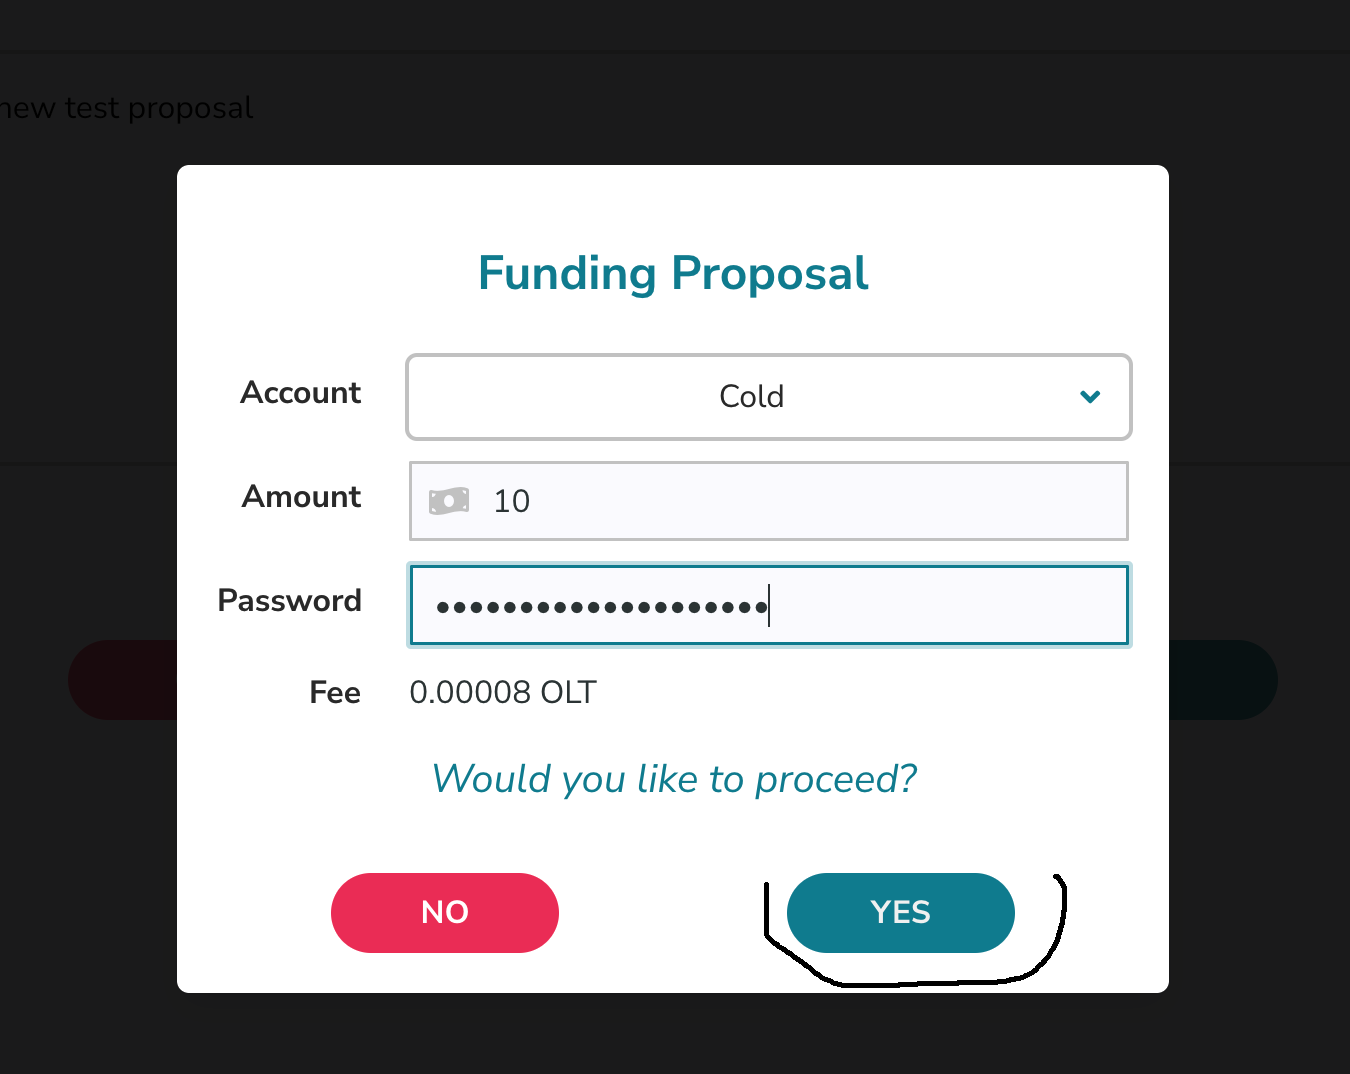 new test proposal
Funding Proposal
Account Cold
Amount 10
Password ••••••••••••••••••••
Fee 0.00008 OLT
Would you like to proceed?
NO YES